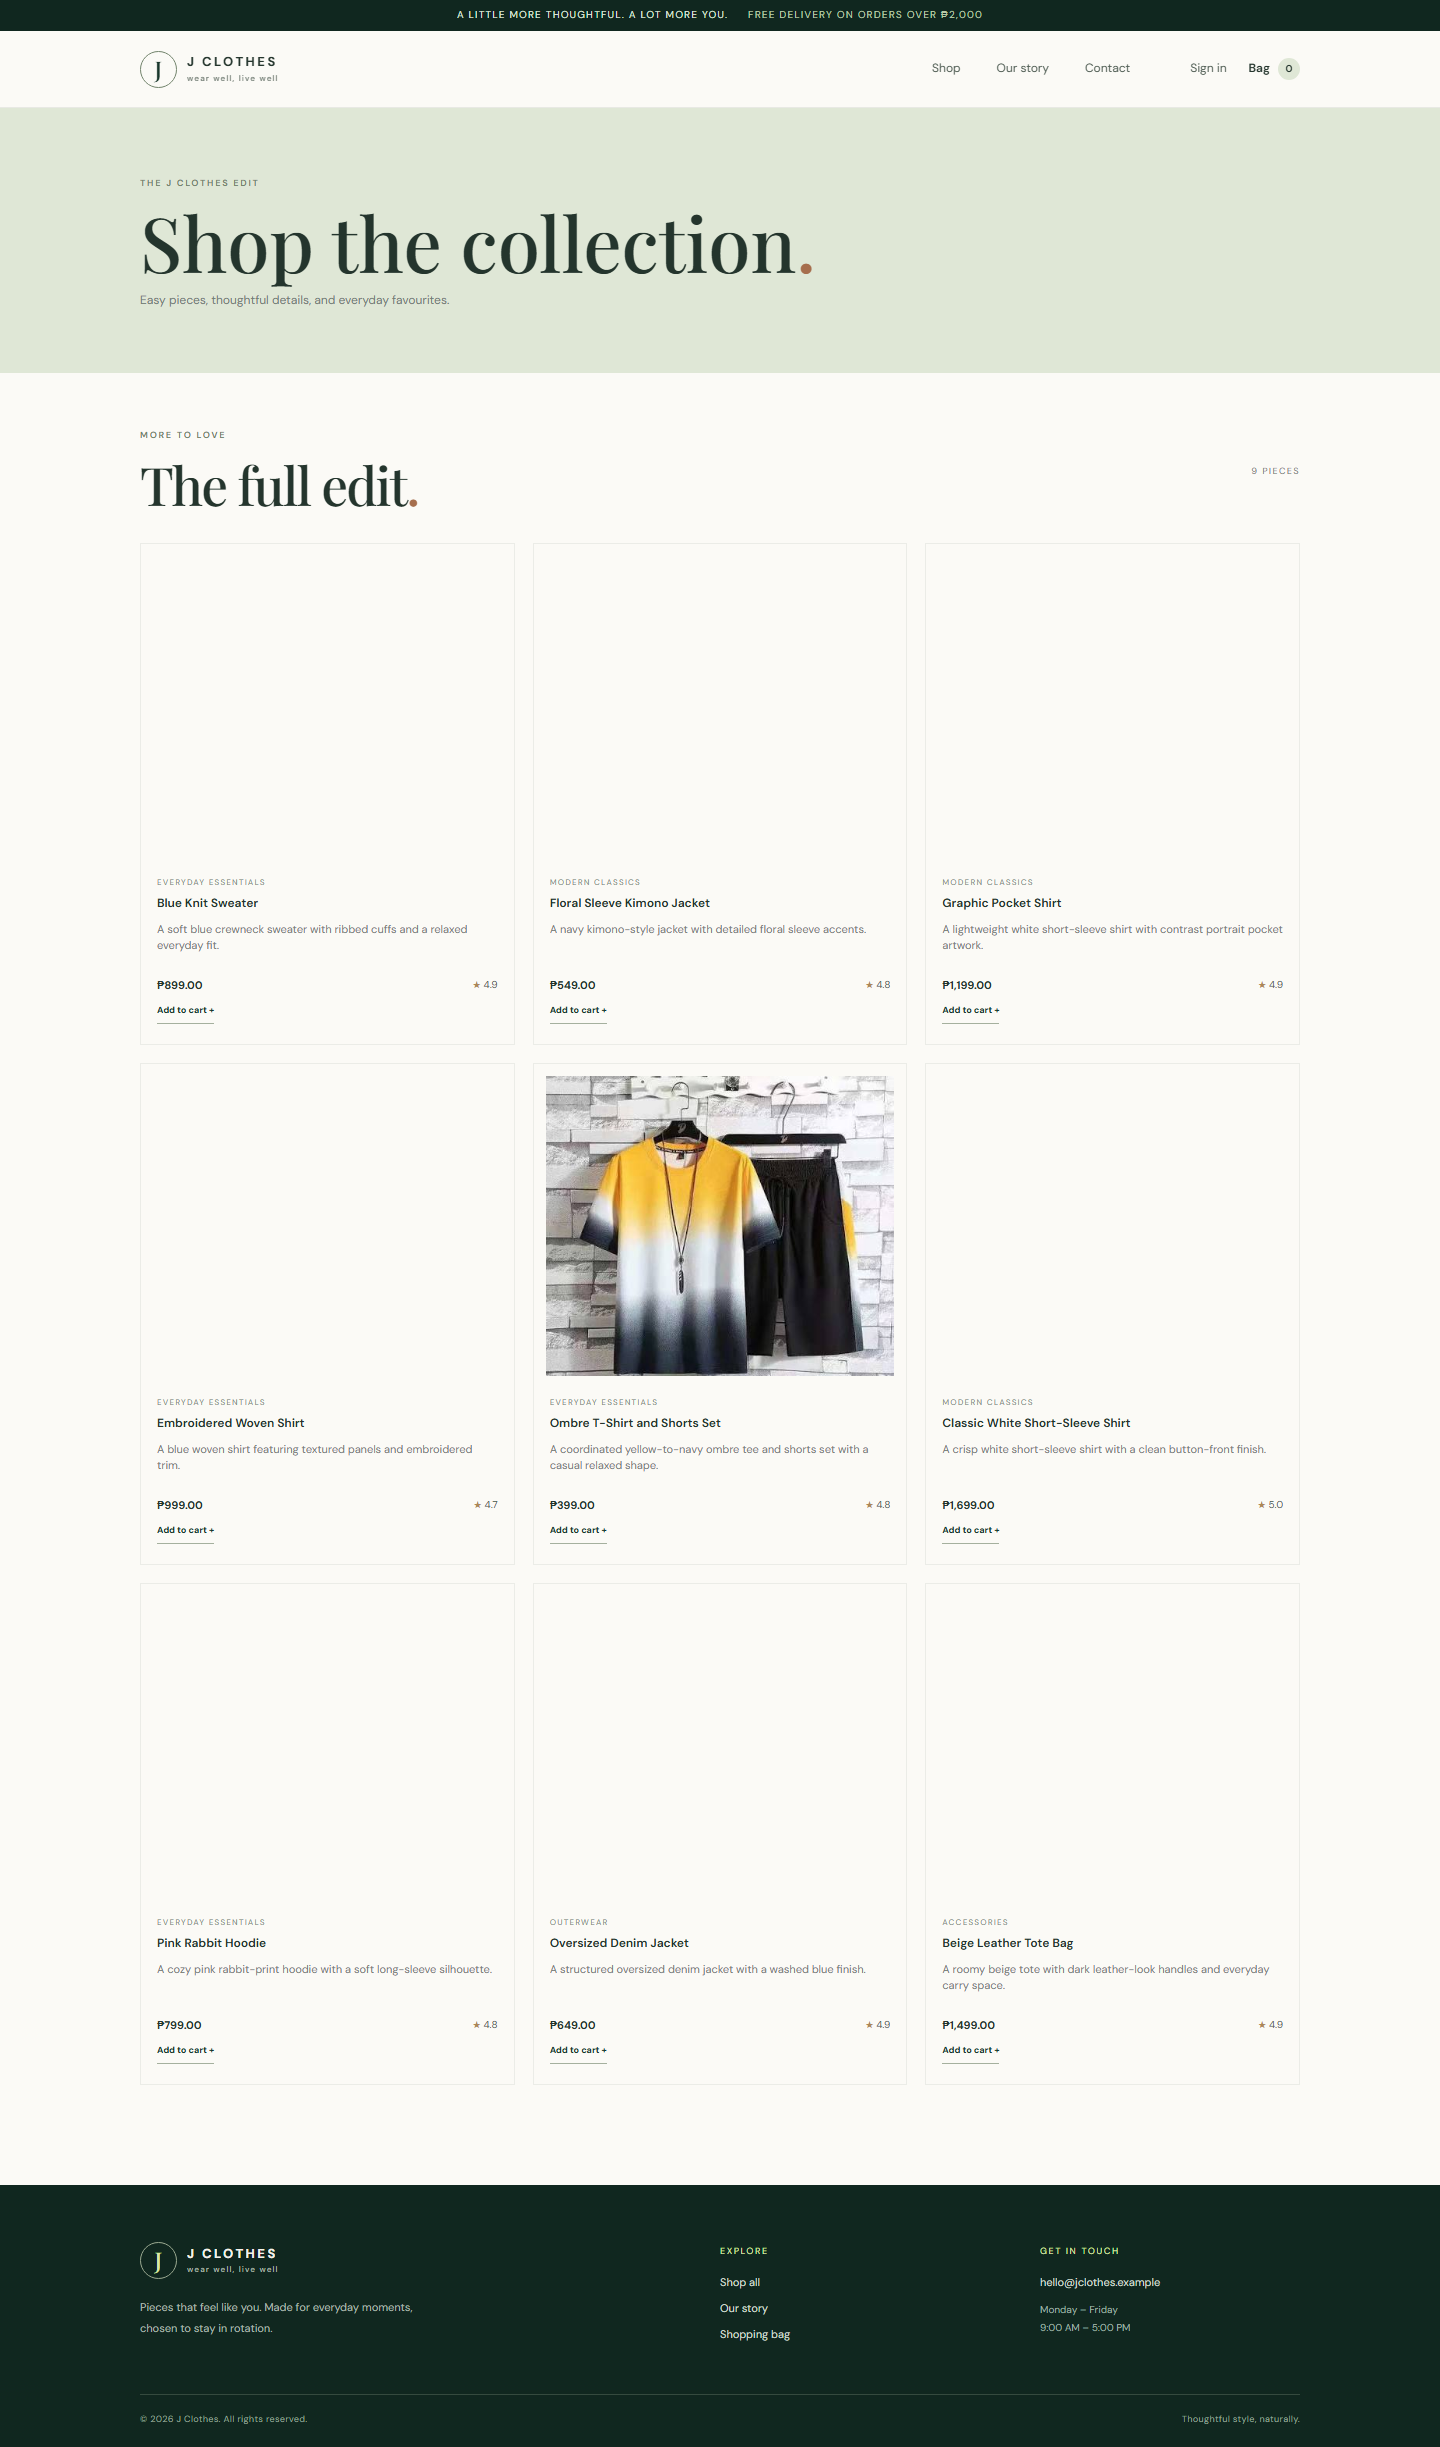 A LITTLE MORE THOUGHTFUL. A LOT MORE YOU. FREE DELIVERY ON ORDERS OVER ₱2,000
J
J CLOTHES
wear well, live well
Shop Our story Contact Sign in Bag 0
THE J CLOTHES EDIT
Shop the collection.
Easy pieces, thoughtful details, and everyday favourites.
MORE TO LOVE
The full edit.
9 PIECES
EVERYDAY ESSENTIALS
Blue Knit Sweater
A soft blue crewneck sweater with ribbed cuffs and a relaxed
everyday fit.
₱899.00 ★ 4.9
Add to cart +
MODERN CLASSICS
Floral Sleeve Kimono Jacket
A navy kimono-style jacket with detailed floral sleeve accents.
₱549.00 ★ 4.8
Add to cart +
MODERN CLASSICS
Graphic Pocket Shirt
A lightweight white short-sleeve shirt with contrast portrait pocket
artwork.
₱1,199.00 ★ 4.9
Add to cart +
EVERYDAY ESSENTIALS
Embroidered Woven Shirt
A blue woven shirt featuring textured panels and embroidered
trim.
₱999.00 ★ 4.7
Add to cart +
EVERYDAY ESSENTIALS
Ombre T-Shirt and Shorts Set
A coordinated yellow-to-navy ombre tee and shorts set with a
casual relaxed shape.
₱399.00 ★ 4.8
Add to cart +
MODERN CLASSICS
Classic White Short-Sleeve Shirt
A crisp white short-sleeve shirt with a clean button-front finish.
₱1,699.00 ★ 5.0
Add to cart +
EVERYDAY ESSENTIALS
Pink Rabbit Hoodie
A cozy pink rabbit-print hoodie with a soft long-sleeve silhouette.
₱799.00 ★ 4.8
Add to cart +
OUTERWEAR
Oversized Denim Jacket
A structured oversized denim jacket with a washed blue finish.
₱649.00 ★ 4.9
Add to cart +
ACCESSORIES
Beige Leather Tote Bag
A roomy beige tote with dark leather-look handles and everyday
carry space.
₱1,499.00 ★ 4.9
Add to cart +
J
J CLOTHES
wear well, live well
Pieces that feel like you. Made for everyday moments,
chosen to stay in rotation.
EXPLORE
Shop all
Our story
Shopping bag
GET IN TOUCH
hello@jclothes.example
Monday – Friday
9:00 AM – 5:00 PM
© 2026 J Clothes. All rights reserved.
Thoughtful style, naturally.